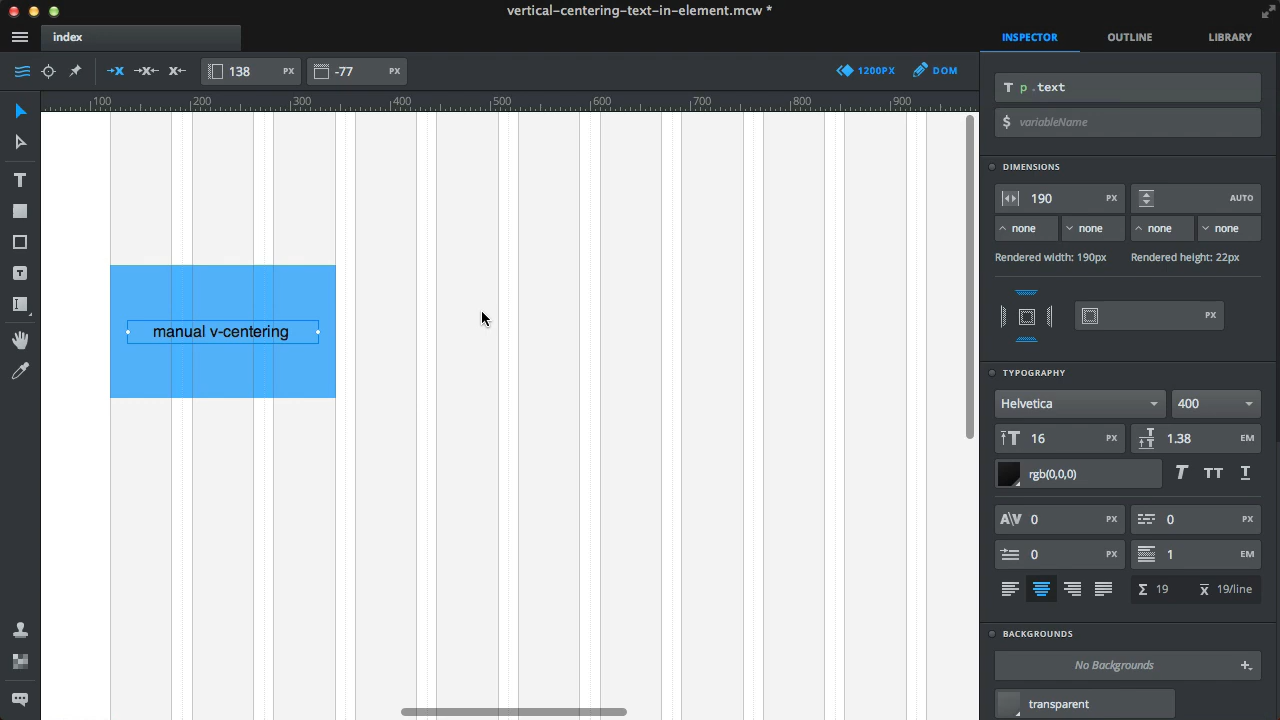 vertical-centering-text-in-element.mcw *
index
INSPECTOR OUTLINE LIBRARY
138 PX -77 PX 1200PX DOM
100 200 300 400 500 600 700 800 900
T p .text
$ variableName
DIMENSIONS
190 PX AUTO
none none none none
Rendered width: 190px Rendered height: 22px
PX
manual v-centering
TYPOGRAPHY
Helvetica 400
16 PX 1.38 EM
rgb(0,0,0) T TT T
A\V 0 PX 0 PX
0 PX 1 EM
Σ 19 x 19/line
BACKGROUNDS
No Backgrounds
transparent